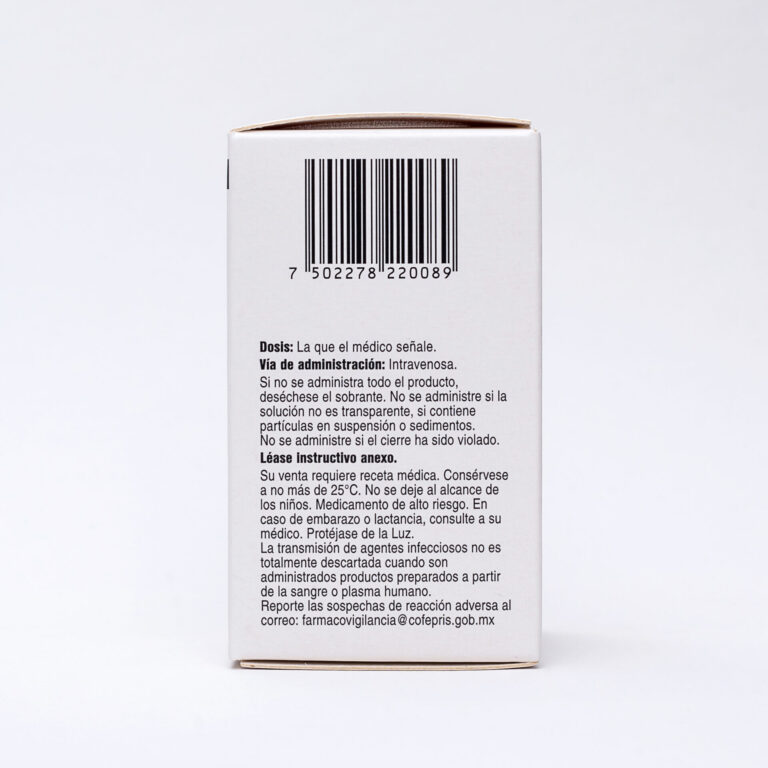 7 502278 220089
Dosis: La que el médico señale.
Vía de administración: Intravenosa.
Si no se administra todo el producto,
deséchese el sobrante. No se administre si la
solución no es transparente, si contiene
partículas en suspensión o sedimentos.
No se administre si el cierre ha sido violado.
Léase instructivo anexo.
Su venta requiere receta médica. Consérvese
a no más de 25°C. No se deje al alcance de
los niños. Medicamento de alto riesgo. En
caso de embarazo o lactancia, consulte a su
médico. Protéjase de la Luz.
La transmisión de agentes infecciosos no es
totalmente descartada cuando son
administrados productos preparados a partir
de la sangre o plasma humano.
Reporte las sospechas de reacción adversa al
correo: farmacovigilancia@cofepris.gob.mx